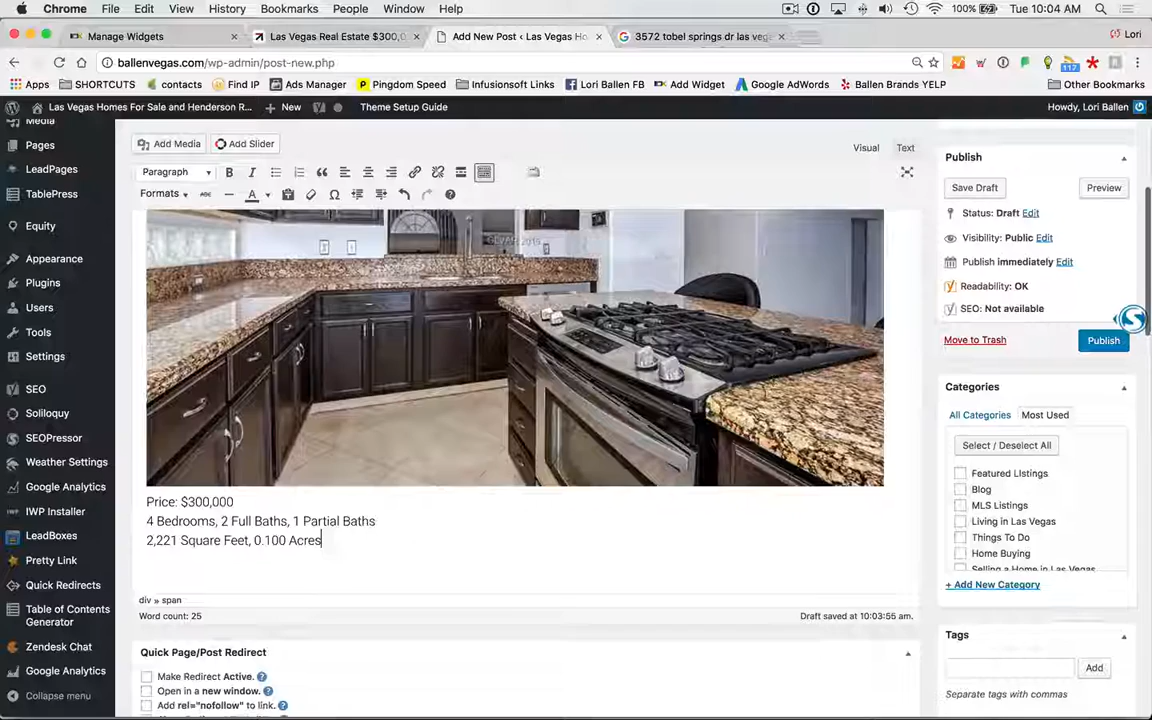 Chrome File Edit View History Bookmarks People Window Help 100% Tue 10:04 AM
Manage Widgets
Las Vegas Real Estate $300,0
Add New Post ‹ Las Vegas Ho
3572 tobel springs dr las vega
Lori
ballenvegas.com/wp-admin/post-new.php
Apps SHORTCUTS contacts Find IP Ads Manager Pingdom Speed Infusionsoft Links Lori Ballen FB Add Widget Google AdWords Ballen Brands YELP Other Bookmarks
117
Las Vegas Homes For Sale and Henderson R... New Theme Setup Guide Howdy, Lori Ballen
Media
Pages
LeadPages
TablePress
Equity
Appearance
Plugins
Users
Tools
Settings
SEO
Soliloquy
SEOPressor
Weather Settings
Google Analytics
IWP Installer
LeadBoxes
Pretty Link
Quick Redirects
Table of Contents
Generator
Zendesk Chat
Google Analytics
Collapse menu
Add Media Add Slider
Visual Text
Paragraph
Formats
Price: $300,000
4 Bedrooms, 2 Full Baths, 1 Partial Baths
2,221 Square Feet, 0.100 Acres
div » span
Word count: 25 Draft saved at 10:03:55 am.
Quick Page/Post Redirect
Make Redirect Active.
Open in a new window.
Add rel="nofollow" to link.
Publish
Save Draft Preview
Status: Draft Edit
Visibility: Public Edit
Publish immediately Edit
Readability: OK
SEO: Not available
Move to Trash Publish
Categories
All Categories Most Used
Select / Deselect All
Featured LIstings
Blog
MLS Listings
Living in Las Vegas
Things To Do
Home Buying
Selling a Home in Las Vegas
+ Add New Category
Tags
Add
Separate tags with commas